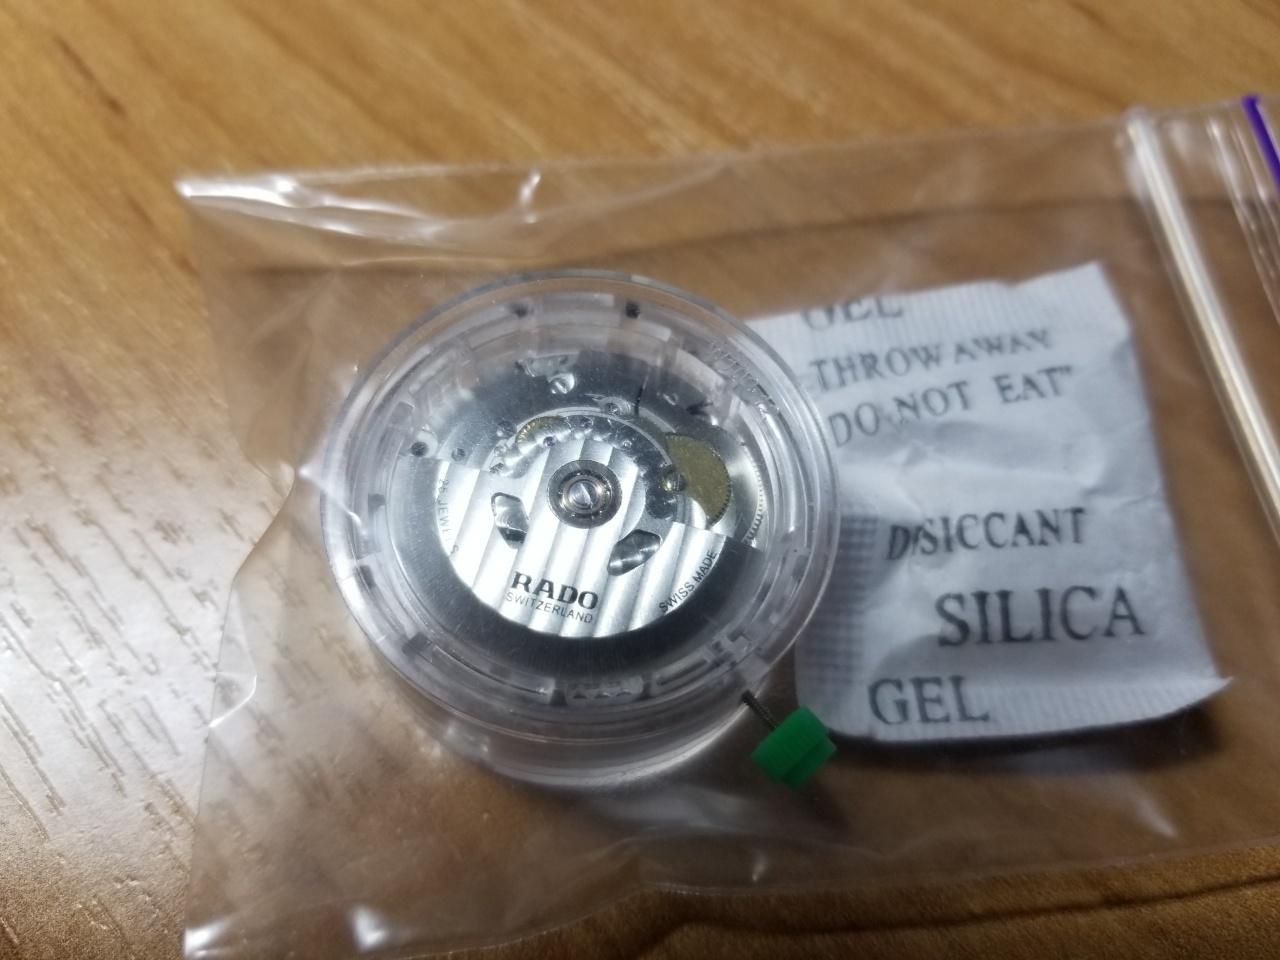 RADO
SWITZERLAND
SWISS MADE
GEL
THROW AWAY
DO NOT EAT"
DISICCANT
SILICA
GEL